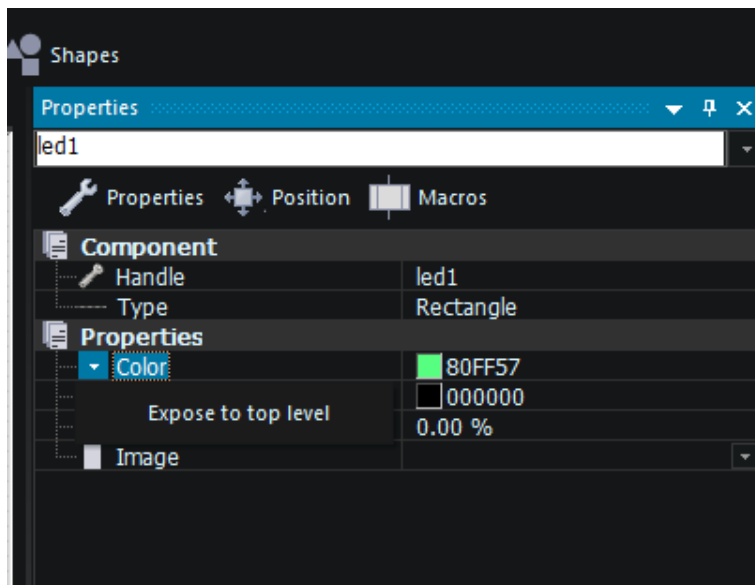 Shapes
Properties
led1
Properties Position Macros
Component
Handle led1
Type Rectangle
Properties
Color 80FF57
000000
Expose to top level
0.00 %
Image